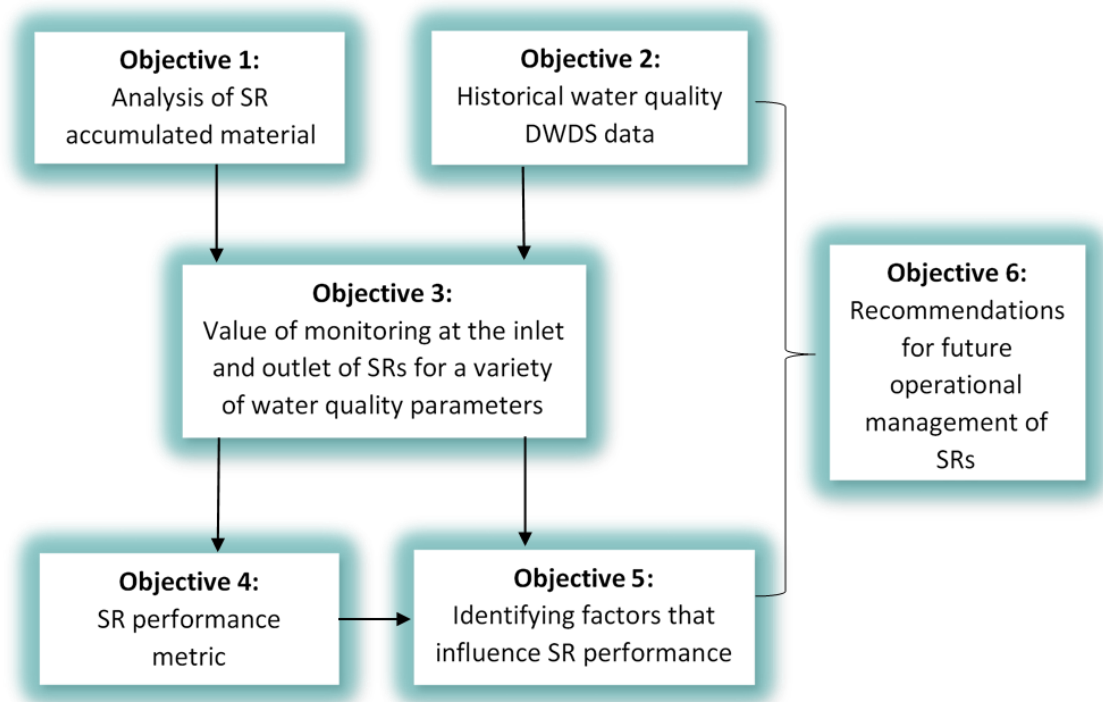 Objective 1:
Analysis of SR
accumulated material
Objective 2:
Historical water quality
DWDS data
Objective 3:
Value of monitoring at the inlet
and outlet of SRs for a variety
of water quality parameters
Objective 4:
SR performance
metric
Objective 5:
Identifying factors that
influence SR performance
Objective 6:
Recommendations
for future
operational
management of
SRs